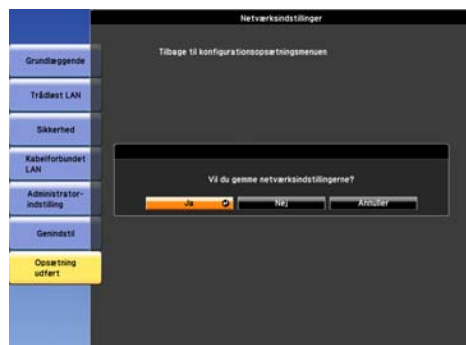 Netværksindstillinger
Tilbage til konfigurationsopsætningsmenuen
Grundlæggende
Trådløst LAN
Sikkerhed
Kabelforbundet
LAN
Administrator-
indstilling
Genindstil
Opsætning
udført
Vil du gemme netværksindstillingerne?
Ja
Nej
Annuller